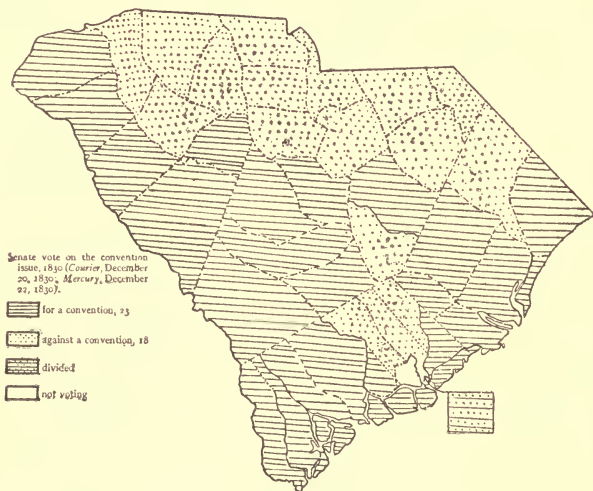 Senate vote on the convention
issue, 1830 (Courier, December
20, 1830; Mercury, December
22, 1830).
for a convention, 23
against a convention, 18
divided
not voting